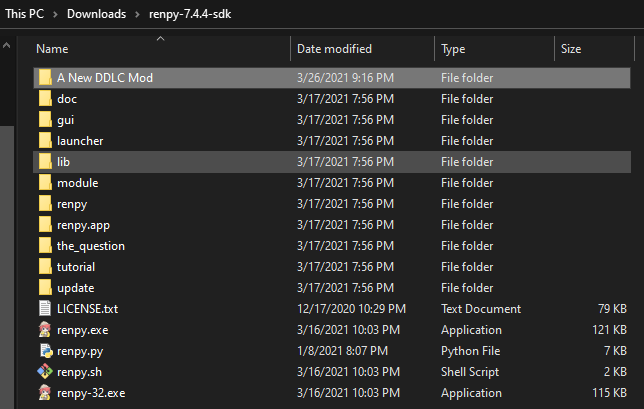 This PC > Downloads > renpy-7.4.4-sdk
Name Date modified Type Size
A New DDLC Mod 3/26/2021 9:16 PM File folder
doc 3/17/2021 7:56 PM File folder
gui 3/17/2021 7:56 PM File folder
launcher 3/17/2021 7:56 PM File folder
lib 3/17/2021 7:56 PM File folder
module 3/17/2021 7:56 PM File folder
renpy 3/17/2021 7:56 PM File folder
renpy.app 3/17/2021 7:56 PM File folder
the_question 3/17/2021 7:56 PM File folder
tutorial 3/17/2021 7:56 PM File folder
update 3/17/2021 7:56 PM File folder
LICENSE.txt 12/17/2020 10:29 PM Text Document 79 KB
renpy.exe 3/16/2021 10:03 PM Application 121 KB
renpy.py 1/8/2021 8:07 PM Python File 7 KB
renpy.sh 3/16/2021 10:03 PM Shell Script 2 KB
renpy-32.exe 3/16/2021 10:03 PM Application 115 KB